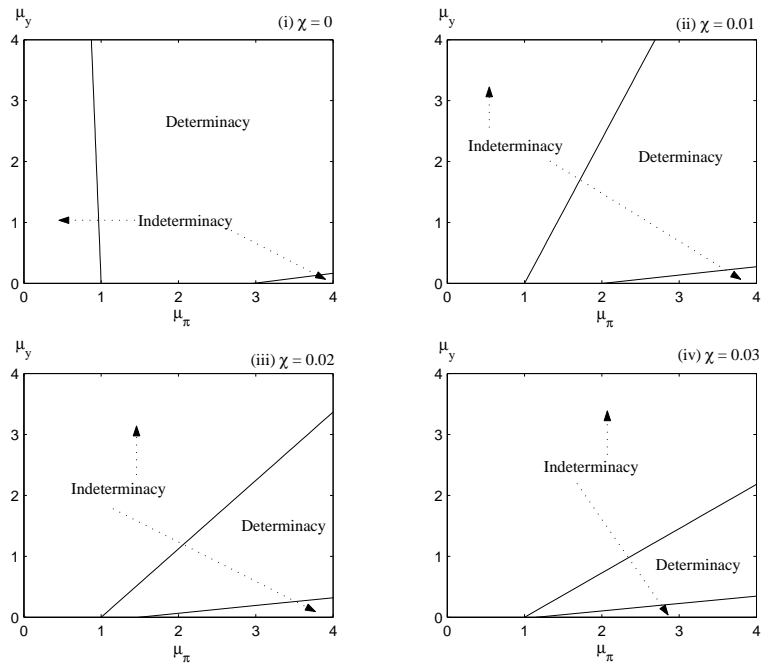 μy
(i) χ = 0
4
3
2
1
0
Determinacy
Indeterminacy
0 1 2 3 4
μπ
μy
(ii) χ = 0.01
4
3
2
1
0
Indeterminacy
Determinacy
0 1 2 3 4
μπ
μy
(iii) χ = 0.02
4
3
2
1
0
Indeterminacy
Determinacy
0 1 2 3 4
μπ
μy
(iv) χ = 0.03
4
3
2
1
0
Indeterminacy
Determinacy
0 1 2 3 4
μπ